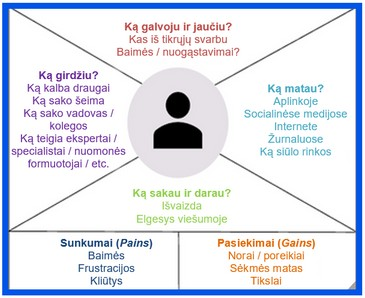 Ką galvoju ir jaučiu?
Kas iš tikrųjų svarbu
Baimės / nuogąstavimai?
Ką girdžiu?
Ką kalba draugai
Ką sako šeima
Ką sako vadovas /
kolegos
Ką teigia ekspertai /
specialistai / nuomonės
formuotojai / etc.
Ką matau?
Aplinkoje
Socialinėse medijose
Internete
Žurnaluose
Ką siūlo rinkos
Ką sakau ir darau?
Išvaizda
Elgesys viešumoje
Sunkumai (Pains)
Baimės
Frustracijos
Kliūtys
Pasiekimai (Gains)
Norai / poreikiai
Sėkmės matas
Tikslai